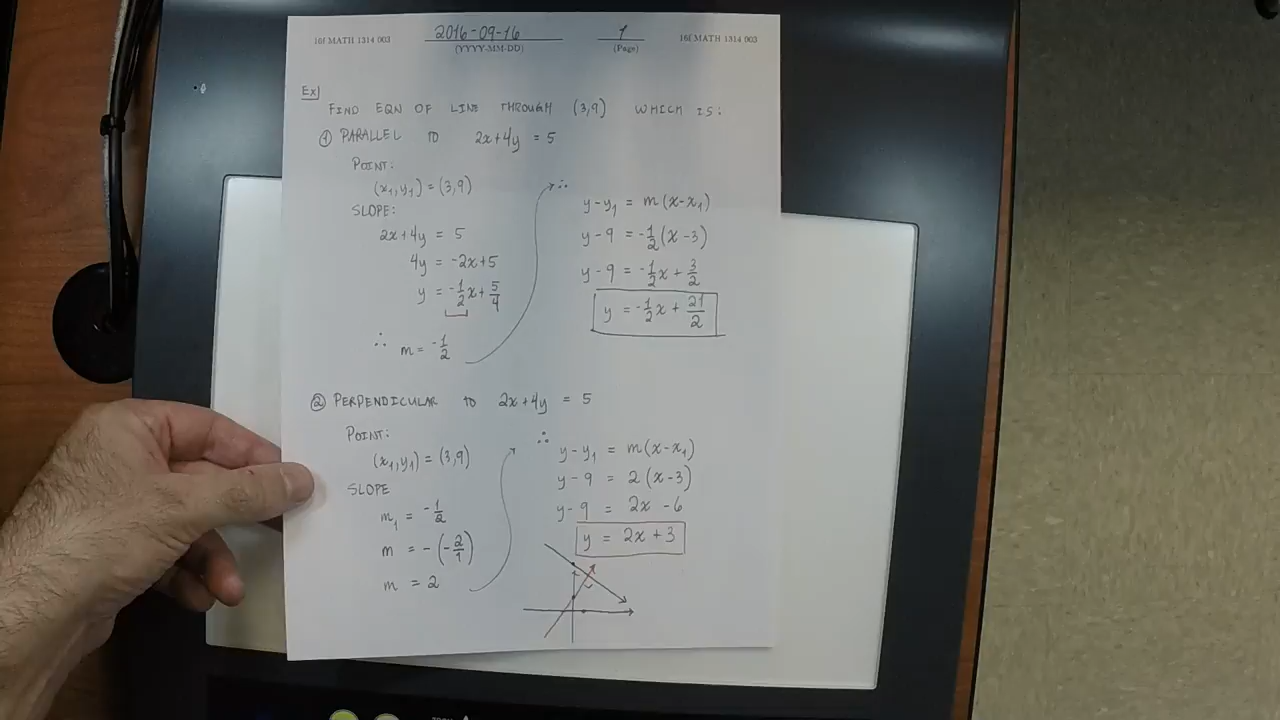 16f MATH 1314 003 2016-09-16 1 16f MATH 1314 003
(YYYY-MM-DD) (Page)
Ex]
FIND EQN OF LINE THROUGH (3,9) WHICH IS:
① PARALLEL TO 2x+4y = 5
POINT:
(x₁,y₁) = (3,9)
SLOPE:
2x+4y = 5
4y = -2x+5
y = -1/2x+5/4
∴ m = -1/2
∴
y-y₁ = m(x-x₁)
y-9 = -1/2(x-3)
y-9 = -1/2x+3/2
y = -1/2x+21/2
② PERPENDICULAR TO 2x+4y = 5
POINT:
(x₁,y₁) = (3,9)
SLOPE
m₁ = -1/2
m = -(-2/1)
m = 2
∴
y-y₁ = m(x-x₁)
y-9 = 2(x-3)
y-9 = 2x-6
y = 2x+3